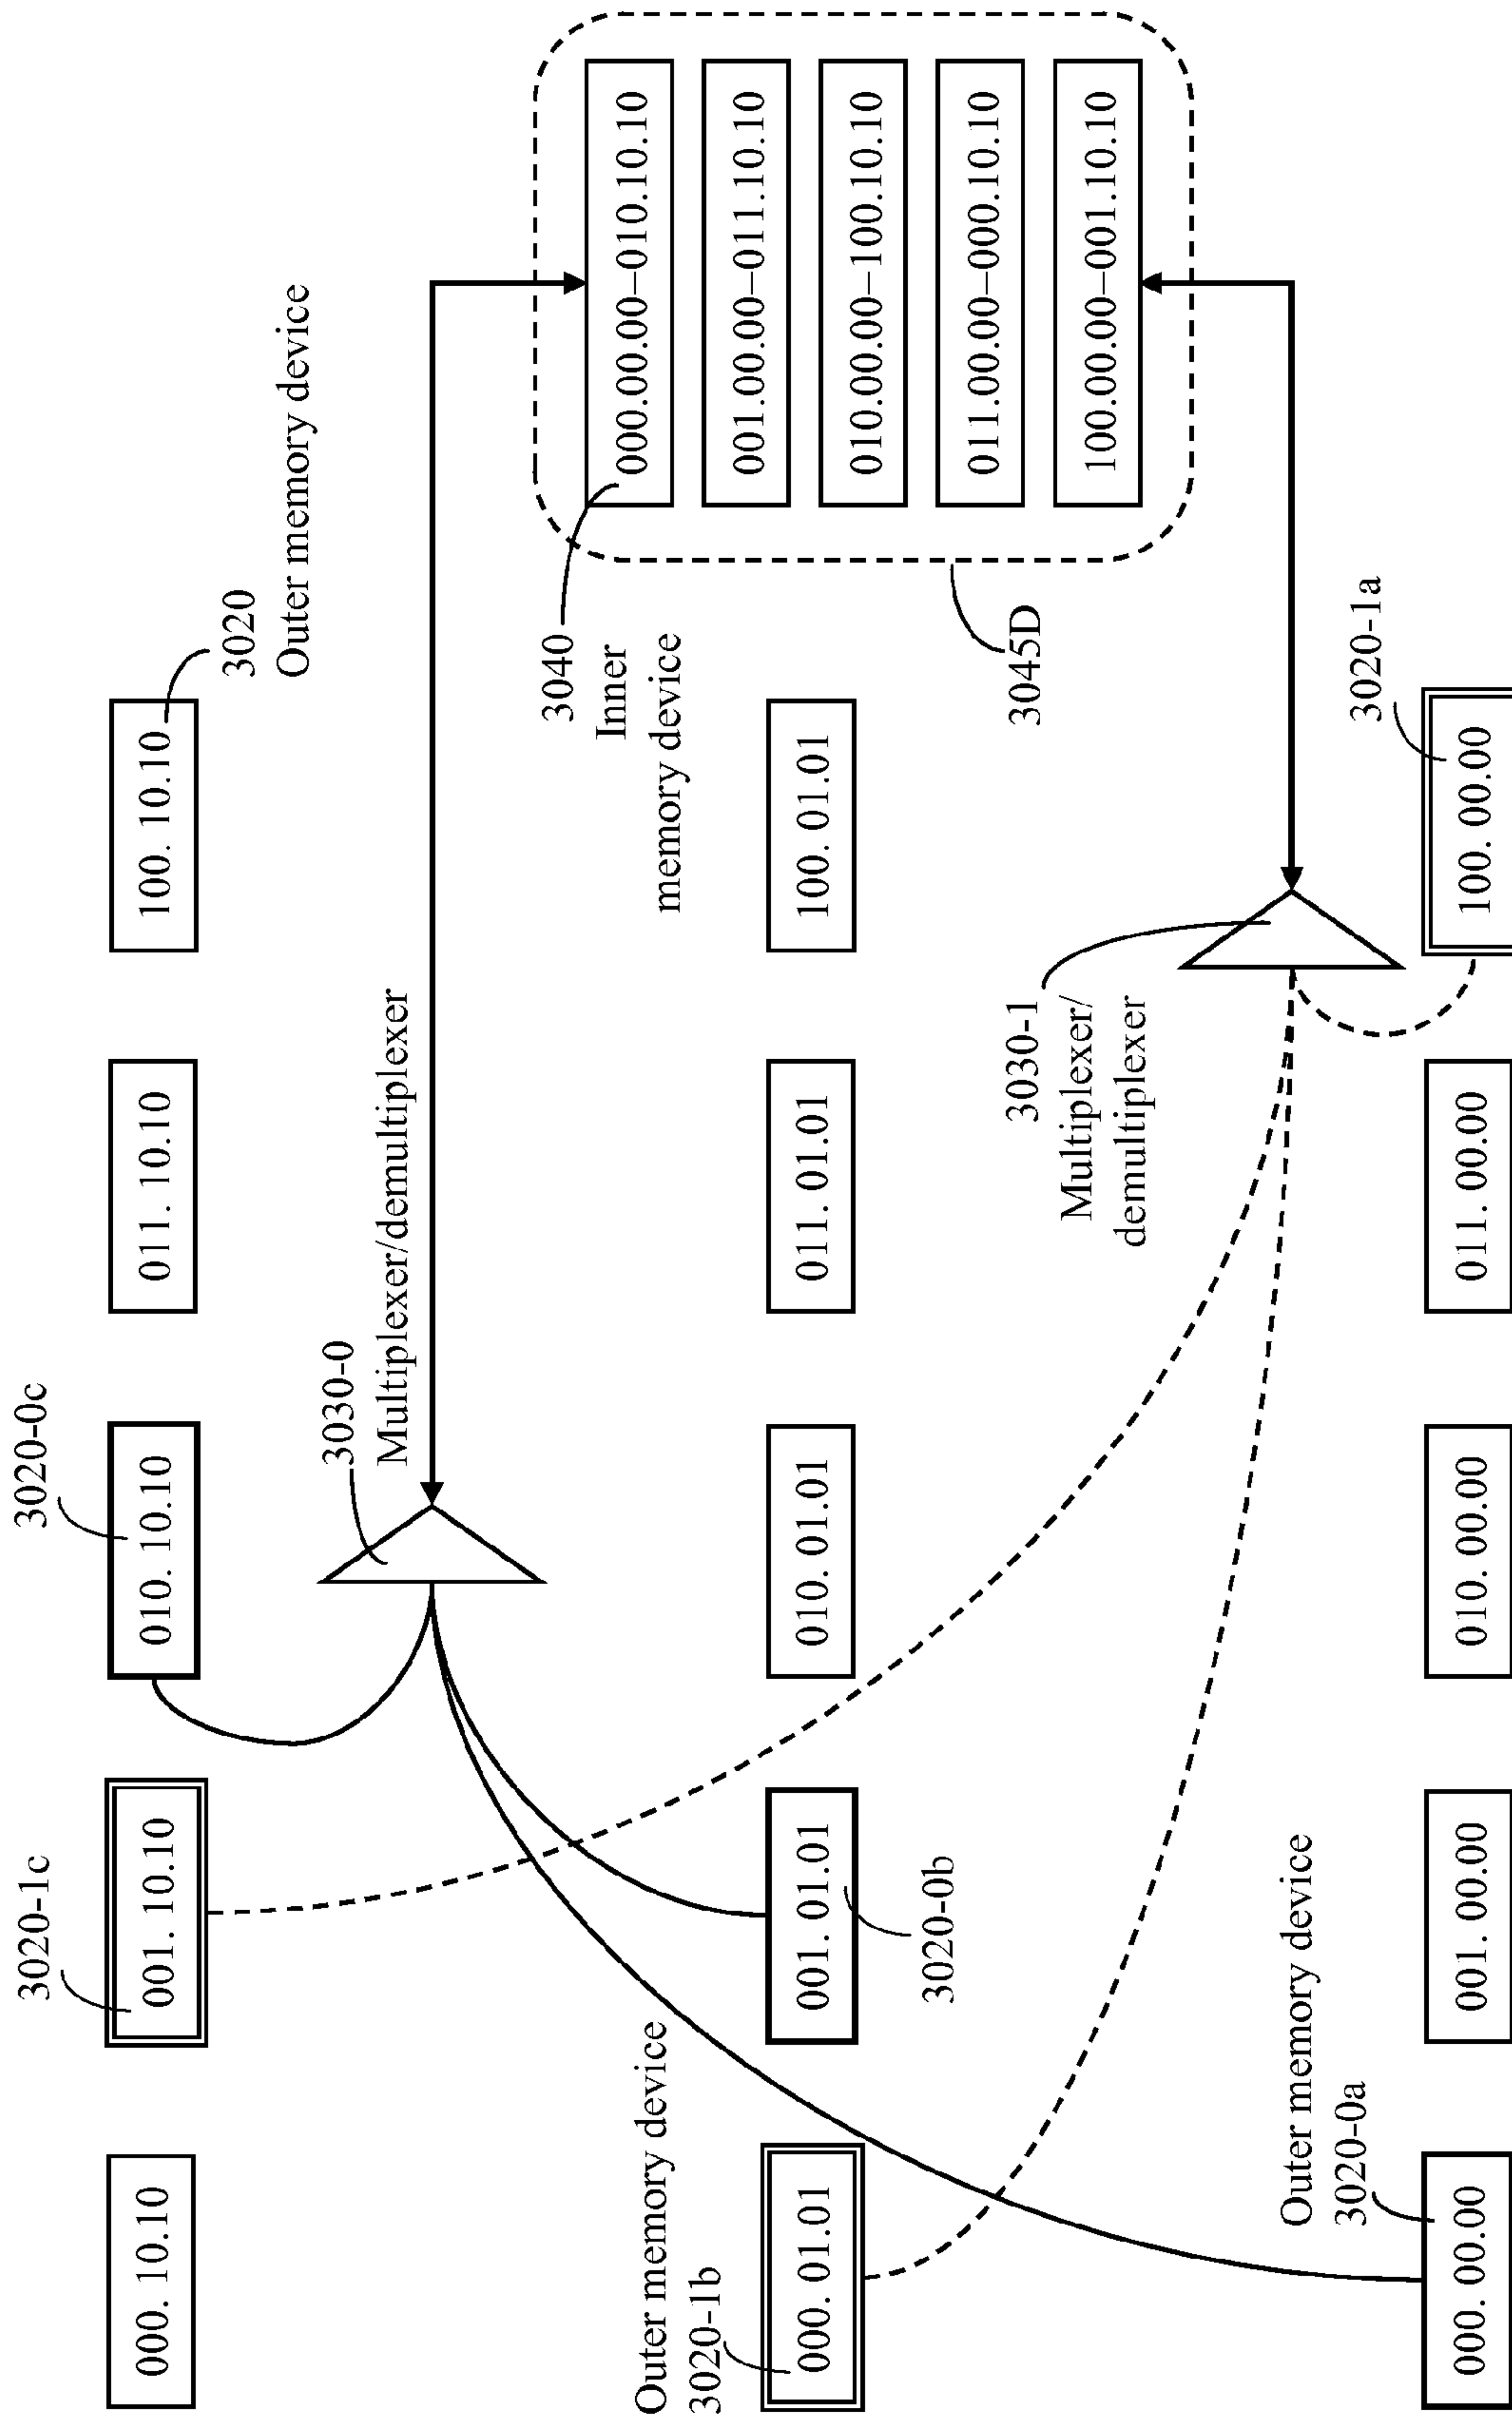 3020-1c
3020-0c
000. 10.10
001. 10.10
010. 10.10
011. 10.10
100. 10.10
3020
Outer memory device
3030-0
Multiplexer/demultiplexer
3040
Inner
memory device
000.00.00–010.10.10
001.00.00–011.10.10
010.00.00–100.10.10
011.00.00–000.10.10
100.00.00–001.10.10
3045D
Outer memory device
3020-1b
000. 01.01
001. 01.01
010. 01.01
011. 01.01
100. 01.01
3020-0b
3030-1
Multiplexer/
demultiplexer
Outer memory device
3020-0a
3020-1a
000. 00.00
001. 00.00
010. 00.00
011. 00.00
100. 00.00